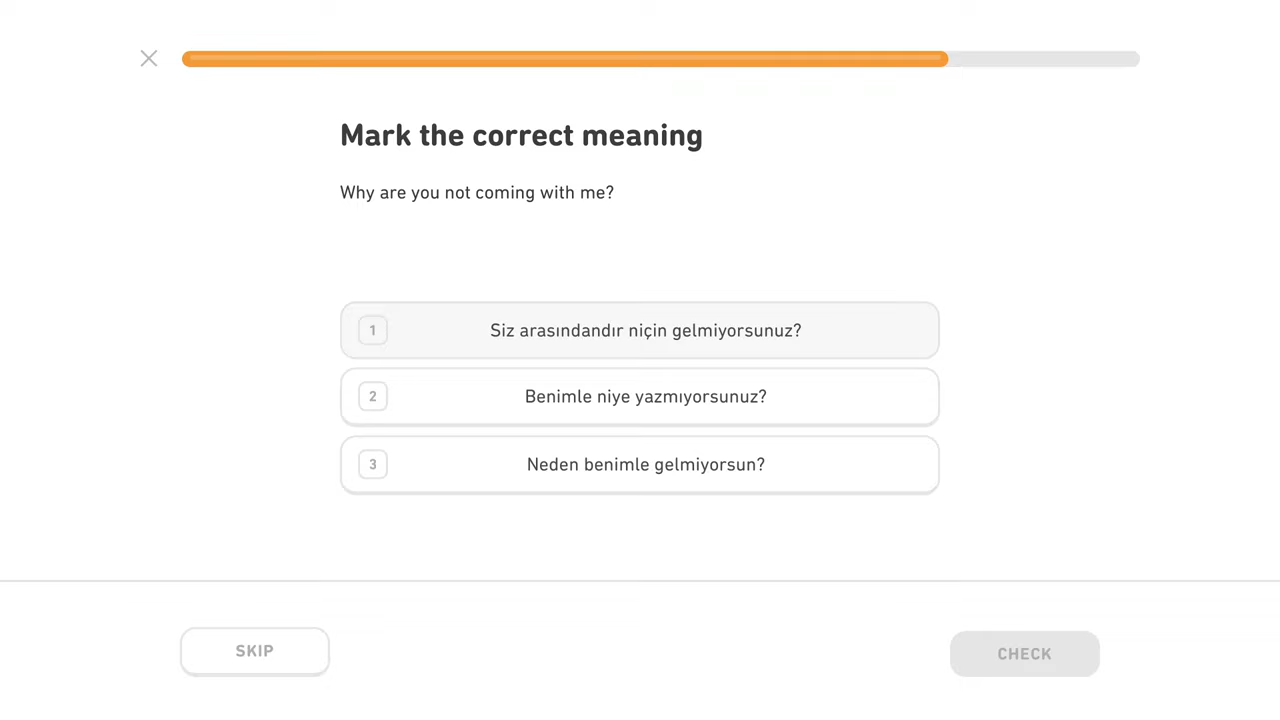 Mark the correct meaning
Why are you not coming with me?
1 Siz arasındandır niçin gelmiyorsunuz?
2 Benimle niye yazmıyorsunuz?
3 Neden benimle gelmiyorsun?
SKIP
CHECK